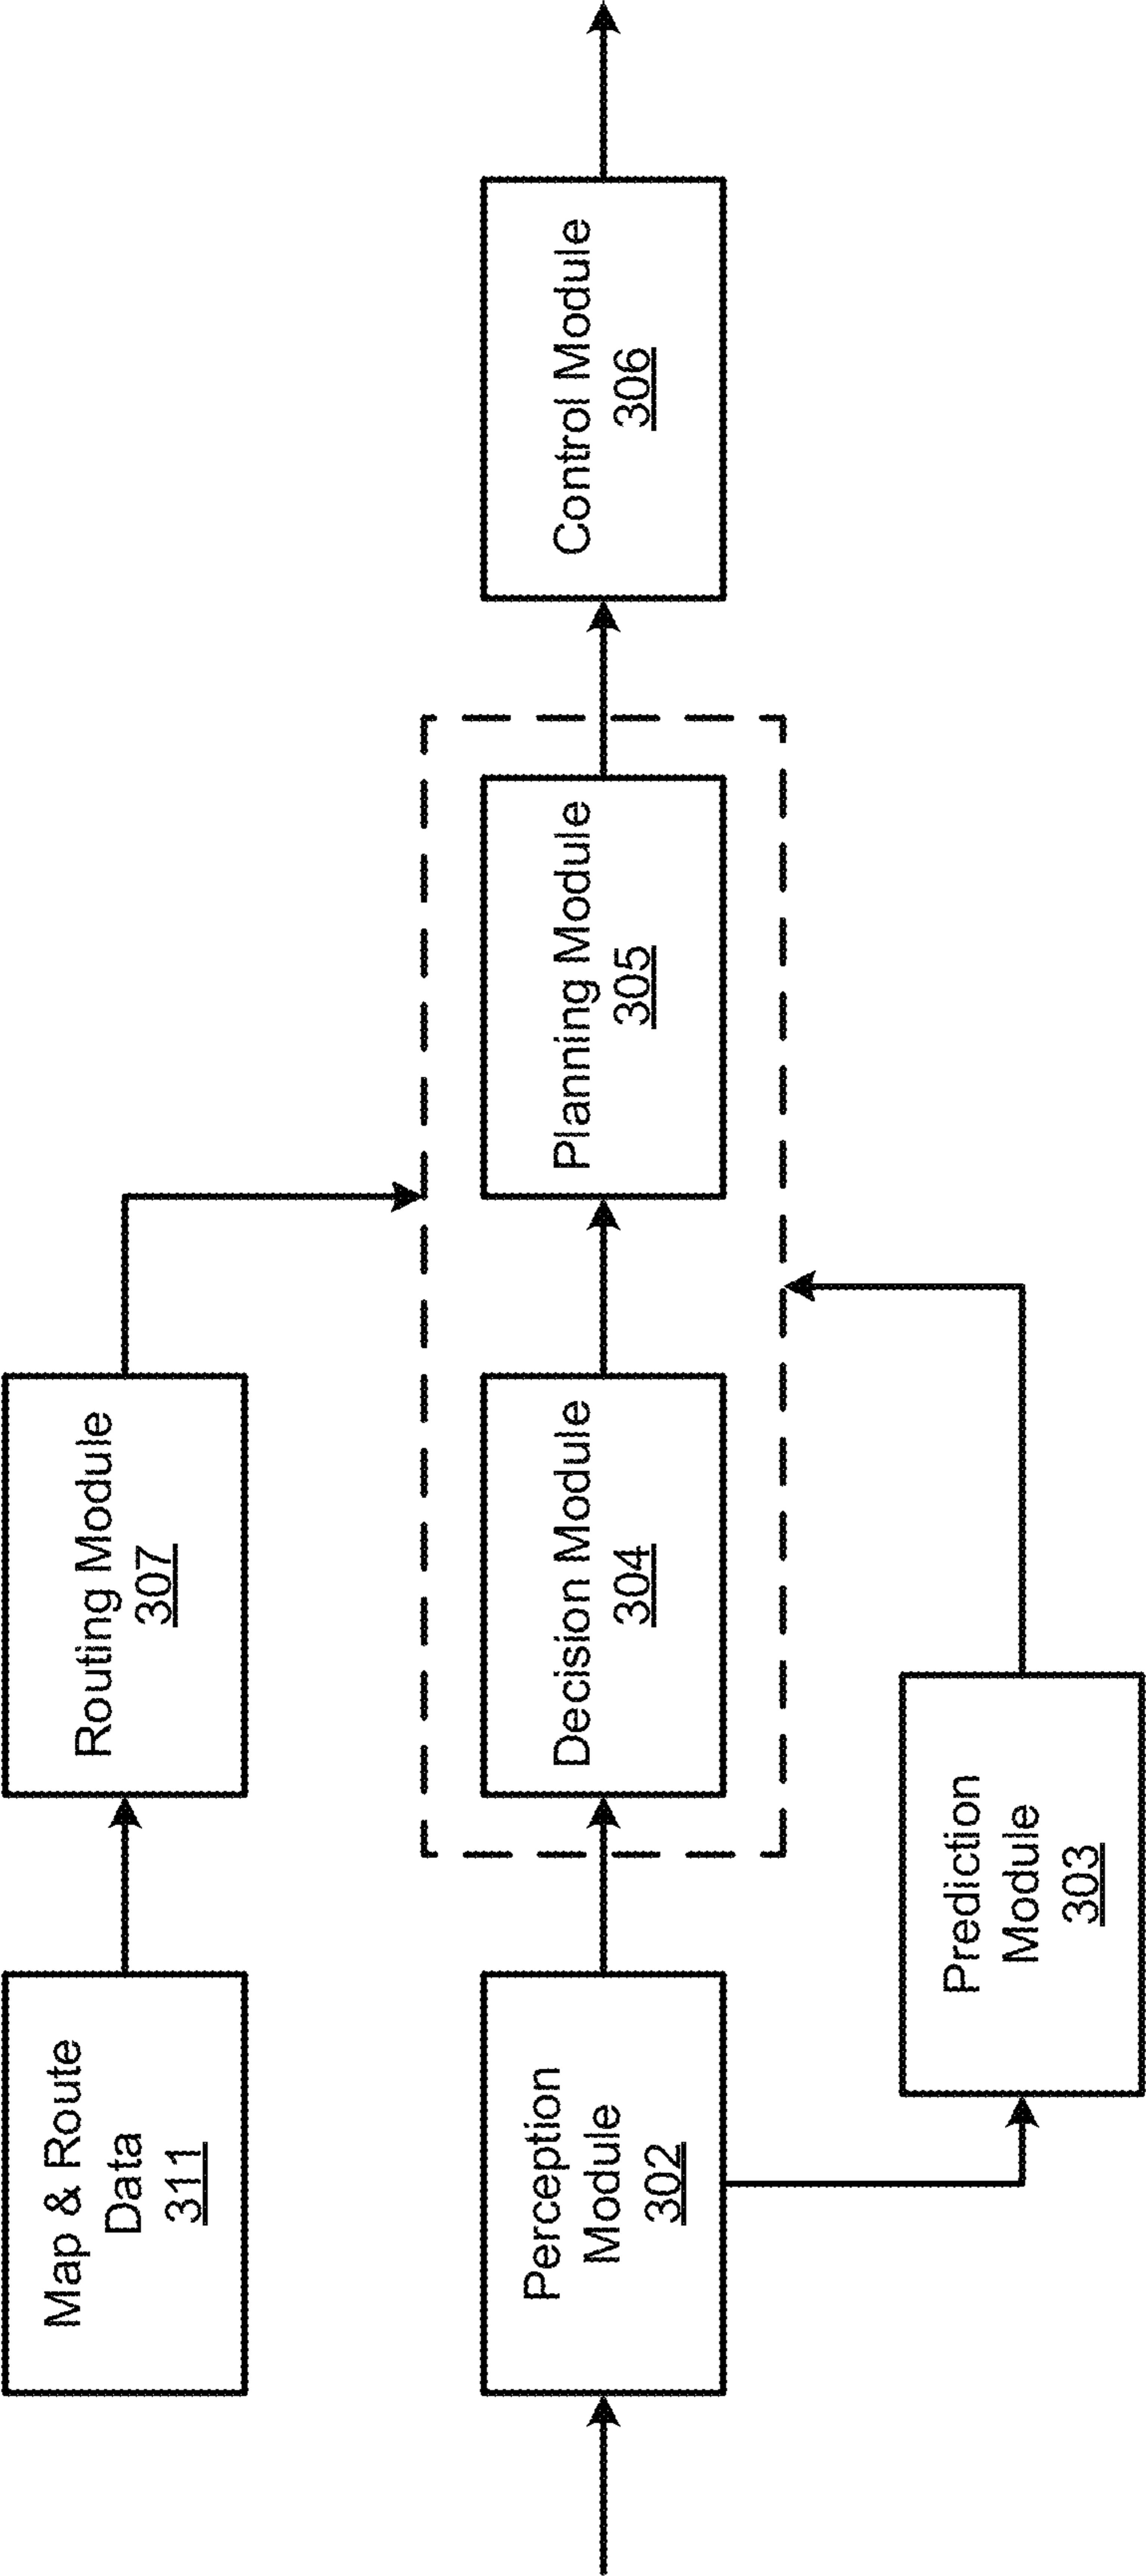 Map & Route
Data
311
Routing Module
307
Perception
Module
302
Decision Module
304
Planning Module
305
Control Module
306
Prediction
Module
303